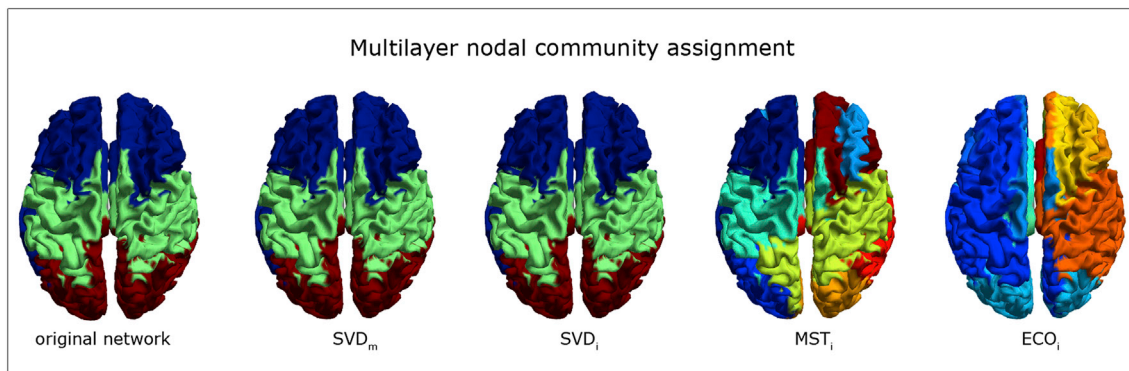 Multilayer nodal community assignment
original network
SVDm
SVDi
MSTi
ECOi